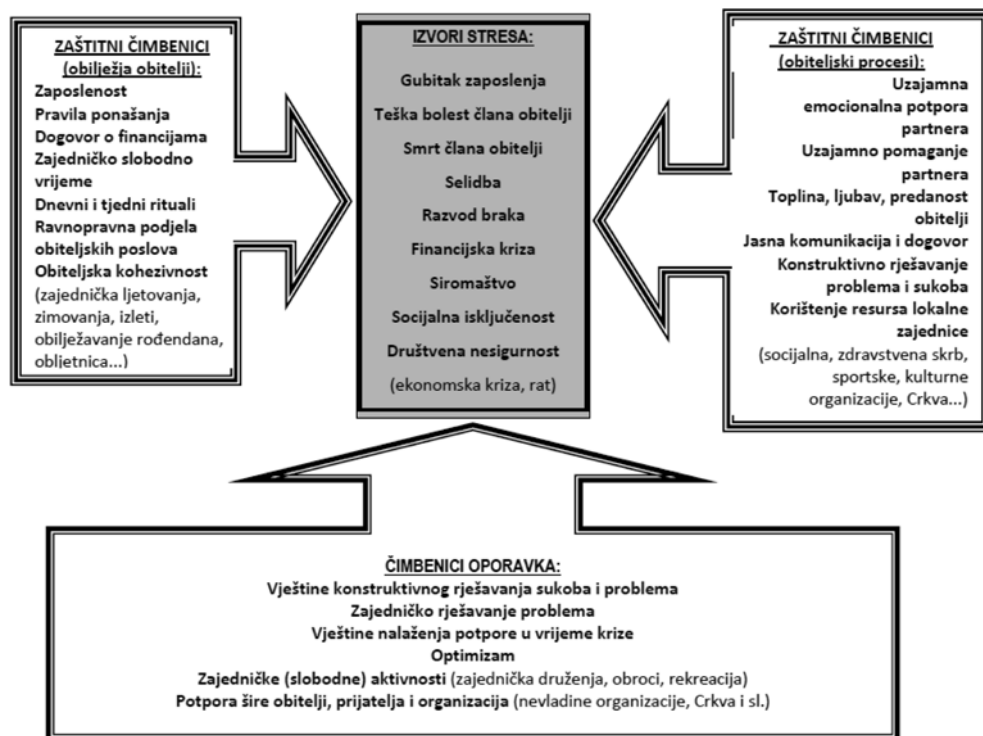 ZAŠTITNI ČIMBENICI
(obilježja obitelji):
Zaposlenost
Pravila ponašanja
Dogovor o financijama
Zajedničko slobodno
vrijeme
Dnevni i tjedni rituali
Ravnopravna podjela
obiteljskih poslova
Obiteljska kohezivnost
(zajednička ljetovanja,
zimovanja, izleti,
obilježavanje rođendana,
obljetnica...)
IZVORI STRESA:
Gubitak zaposlenja
Teška bolest člana obitelji
Smrt člana obitelji
Selidba
Razvod braka
Financijska kriza
Siromaštvo
Socijalna isključenost
Društvena nesigurnost
(ekonomska kriza, rat)
ZAŠTITNI ČIMBENICI
(obiteljski procesi):
Uzajamna
emocionalna potpora
partnera
Uzajamno pomaganje
partnera
Toplina, ljubav, predanost
obitelji
Jasna komunikacija i dogovor
Konstruktivno rješavanje
problema i sukoba
Korištenje resursa lokalne
zajednice
(socijalna, zdravstvena skrb,
sportske, kulturne
organizacije, Crkva...)
ČIMBENICI OPORAVKA:
Vještine konstruktivnog rješavanja sukoba i problema
Zajedničko rješavanje problema
Vještine nalaženja potpore u vrijeme krize
Optimizam
Zajedničke (slobodne) aktivnosti (zajednička druženja, obroci, rekreacija)
Potpora šire obitelji, prijatelja i organizacija (nevladine organizacije, Crkva i sl.)